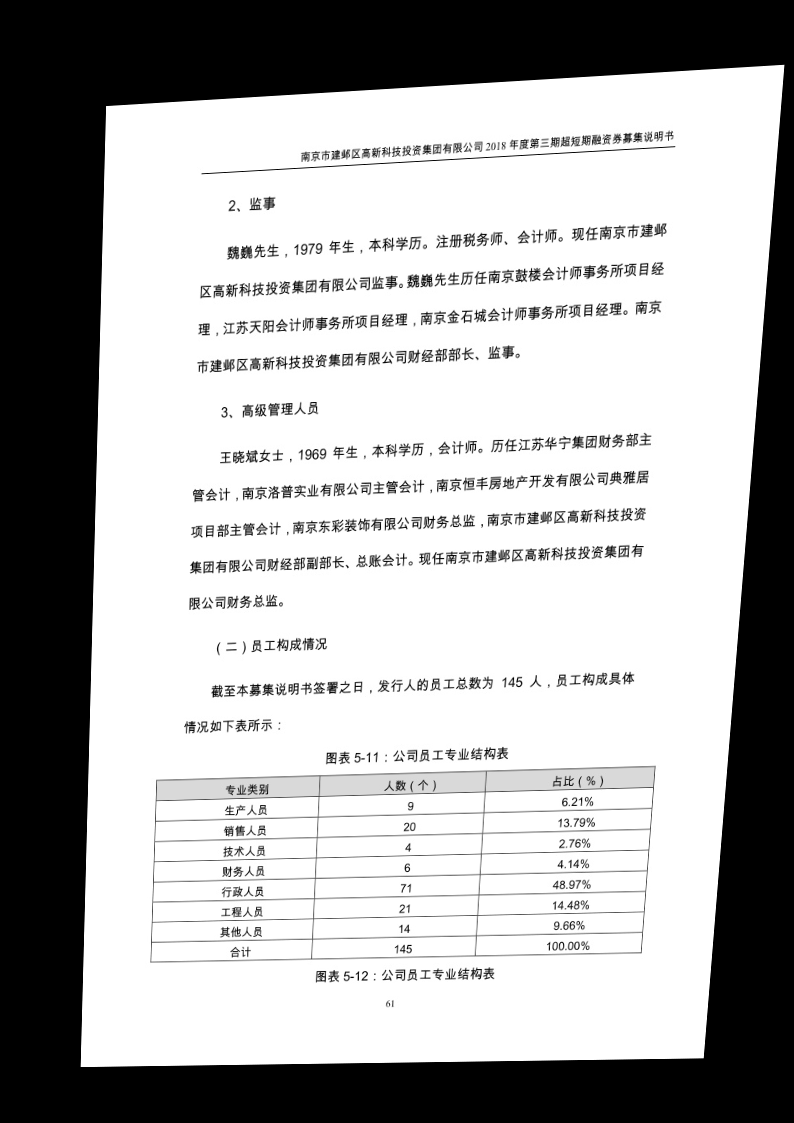 南京市建邺区高新科技投资集团有限公司 2018 年度第三期超短期融资券募集说明书
2、监事
魏巍先生，1979 年生，本科学历。注册税务师、会计师。现任南京市建邺
区高新科技投资集团有限公司监事。魏巍先生历任南京鼓楼会计师事务所项目经
理，江苏天阳会计师事务所项目经理，南京金石城会计师事务所项目经理。南京
市建邺区高新科技投资集团有限公司财经部部长、监事。
3、高级管理人员
王晓斌女士，1969 年生，本科学历，会计师。历任江苏华宁集团财务部主
管会计，南京洛普实业有限公司主管会计，南京恒丰房地产开发有限公司典雅居
项目部主管会计，南京东彩装饰有限公司财务总监，南京市建邺区高新科技投资
集团有限公司财经部副部长、总账会计。现任南京市建邺区高新科技投资集团有
限公司财务总监。
（二）员工构成情况
截至本募集说明书签署之日，发行人的员工总数为 145 人，员工构成具体
情况如下表所示：
图表 5-11：公司员工专业结构表
专业类别 人数（个） 占比（%）
生产人员 9 6.21%
销售人员 20 13.79%
技术人员 4 2.76%
财务人员 6 4.14%
行政人员 71 48.97%
工程人员 21 14.48%
其他人员 14 9.66%
合计 145 100.00%
图表 5-12：公司员工专业结构表
61